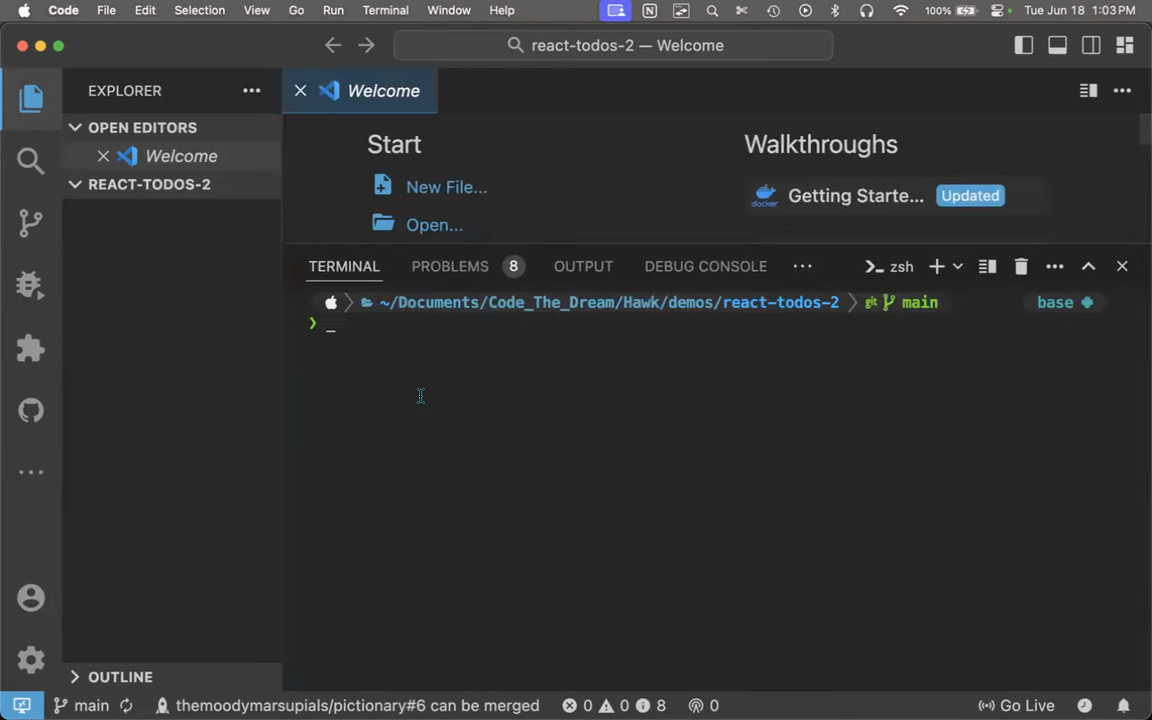 Code File Edit Selection View Go Run Terminal Window Help 100% Tue Jun 18 1:03 PM
react-todos-2 — Welcome
EXPLORER
Welcome
OPEN EDITORS
Welcome
REACT-TODOS-2
Start
New File...
Open...
Walkthroughs
docker
Getting Starte... Updated
TERMINAL PROBLEMS 8 OUTPUT DEBUG CONSOLE ··· zsh
~/Documents/Code_The_Dream/Hawk/demos/react-todos-2 git main base
❯ _
OUTLINE
main themoodymarsupials/pictionary#6 can be merged 0 0 8 0 Go Live